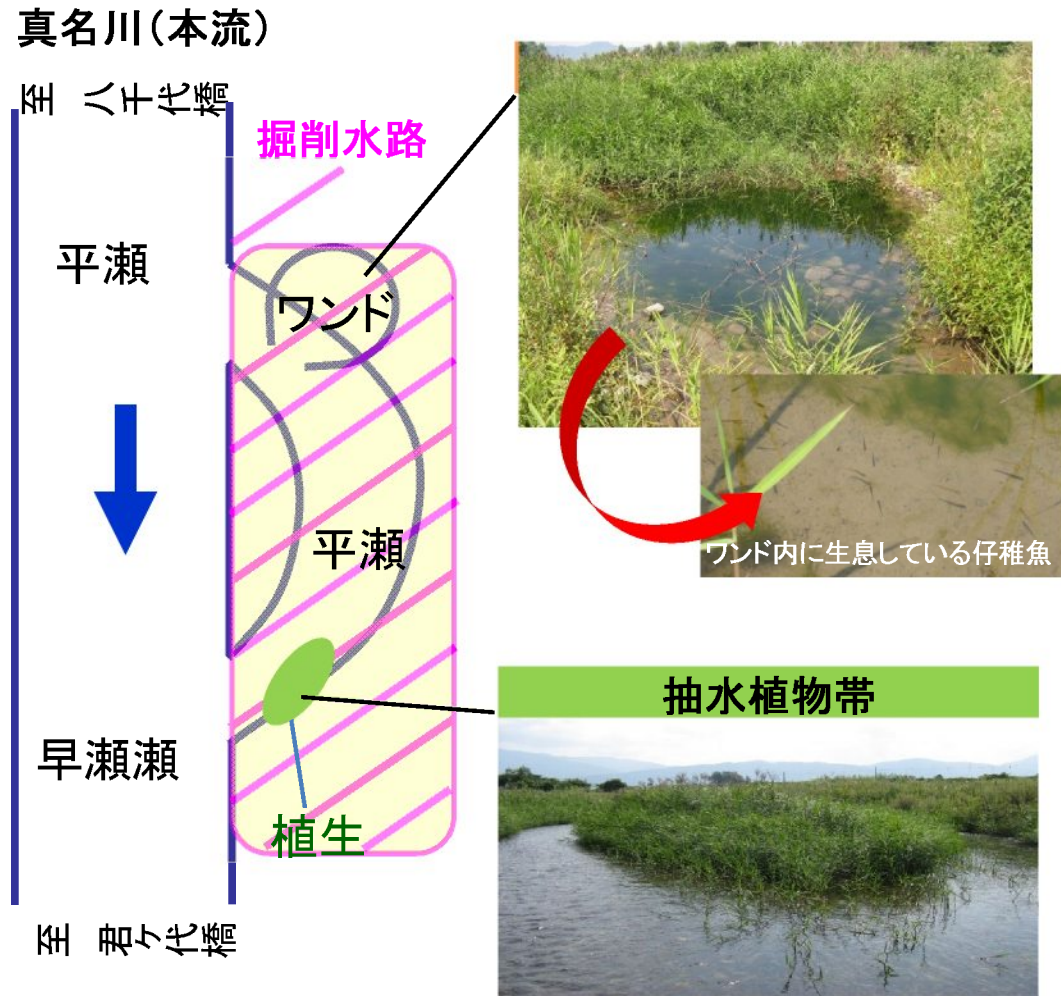 真名川（本流）
至 八千代橋
掘削水路
平瀬
ワンド
平瀬
ワンド内に生息している仔稚魚
抽水植物帯
早瀬瀬
植生
至 君ケ代橋